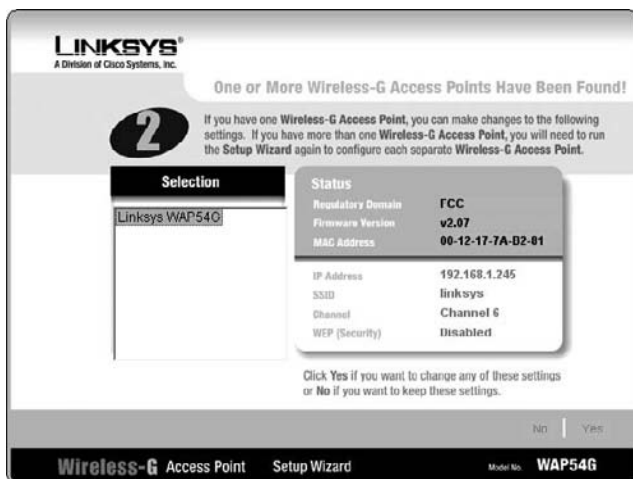 LINKSYS®
A Division of Cisco Systems, Inc.
One or More Wireless-G Access Points Have Been Found!
2
If you have one Wireless-G Access Point, you can make changes to the following
settings. If you have more than one Wireless-G Access Point, you will need to run
the Setup Wizard again to configure each separate Wireless-G Access Point.
Selection
Linksys WAP54G
Status
Regulatory Domain FCC
Firmware Version v2.07
MAC Address 00-12-17-7A-D2-01
IP Address 192.168.1.245
SSID linksys
Channel Channel 6
WEP (Security) Disabled
Click Yes if you want to change any of these settings
or No if you want to keep these settings.
No Yes
Wireless-G Access Point Setup Wizard Model No. WAP54G